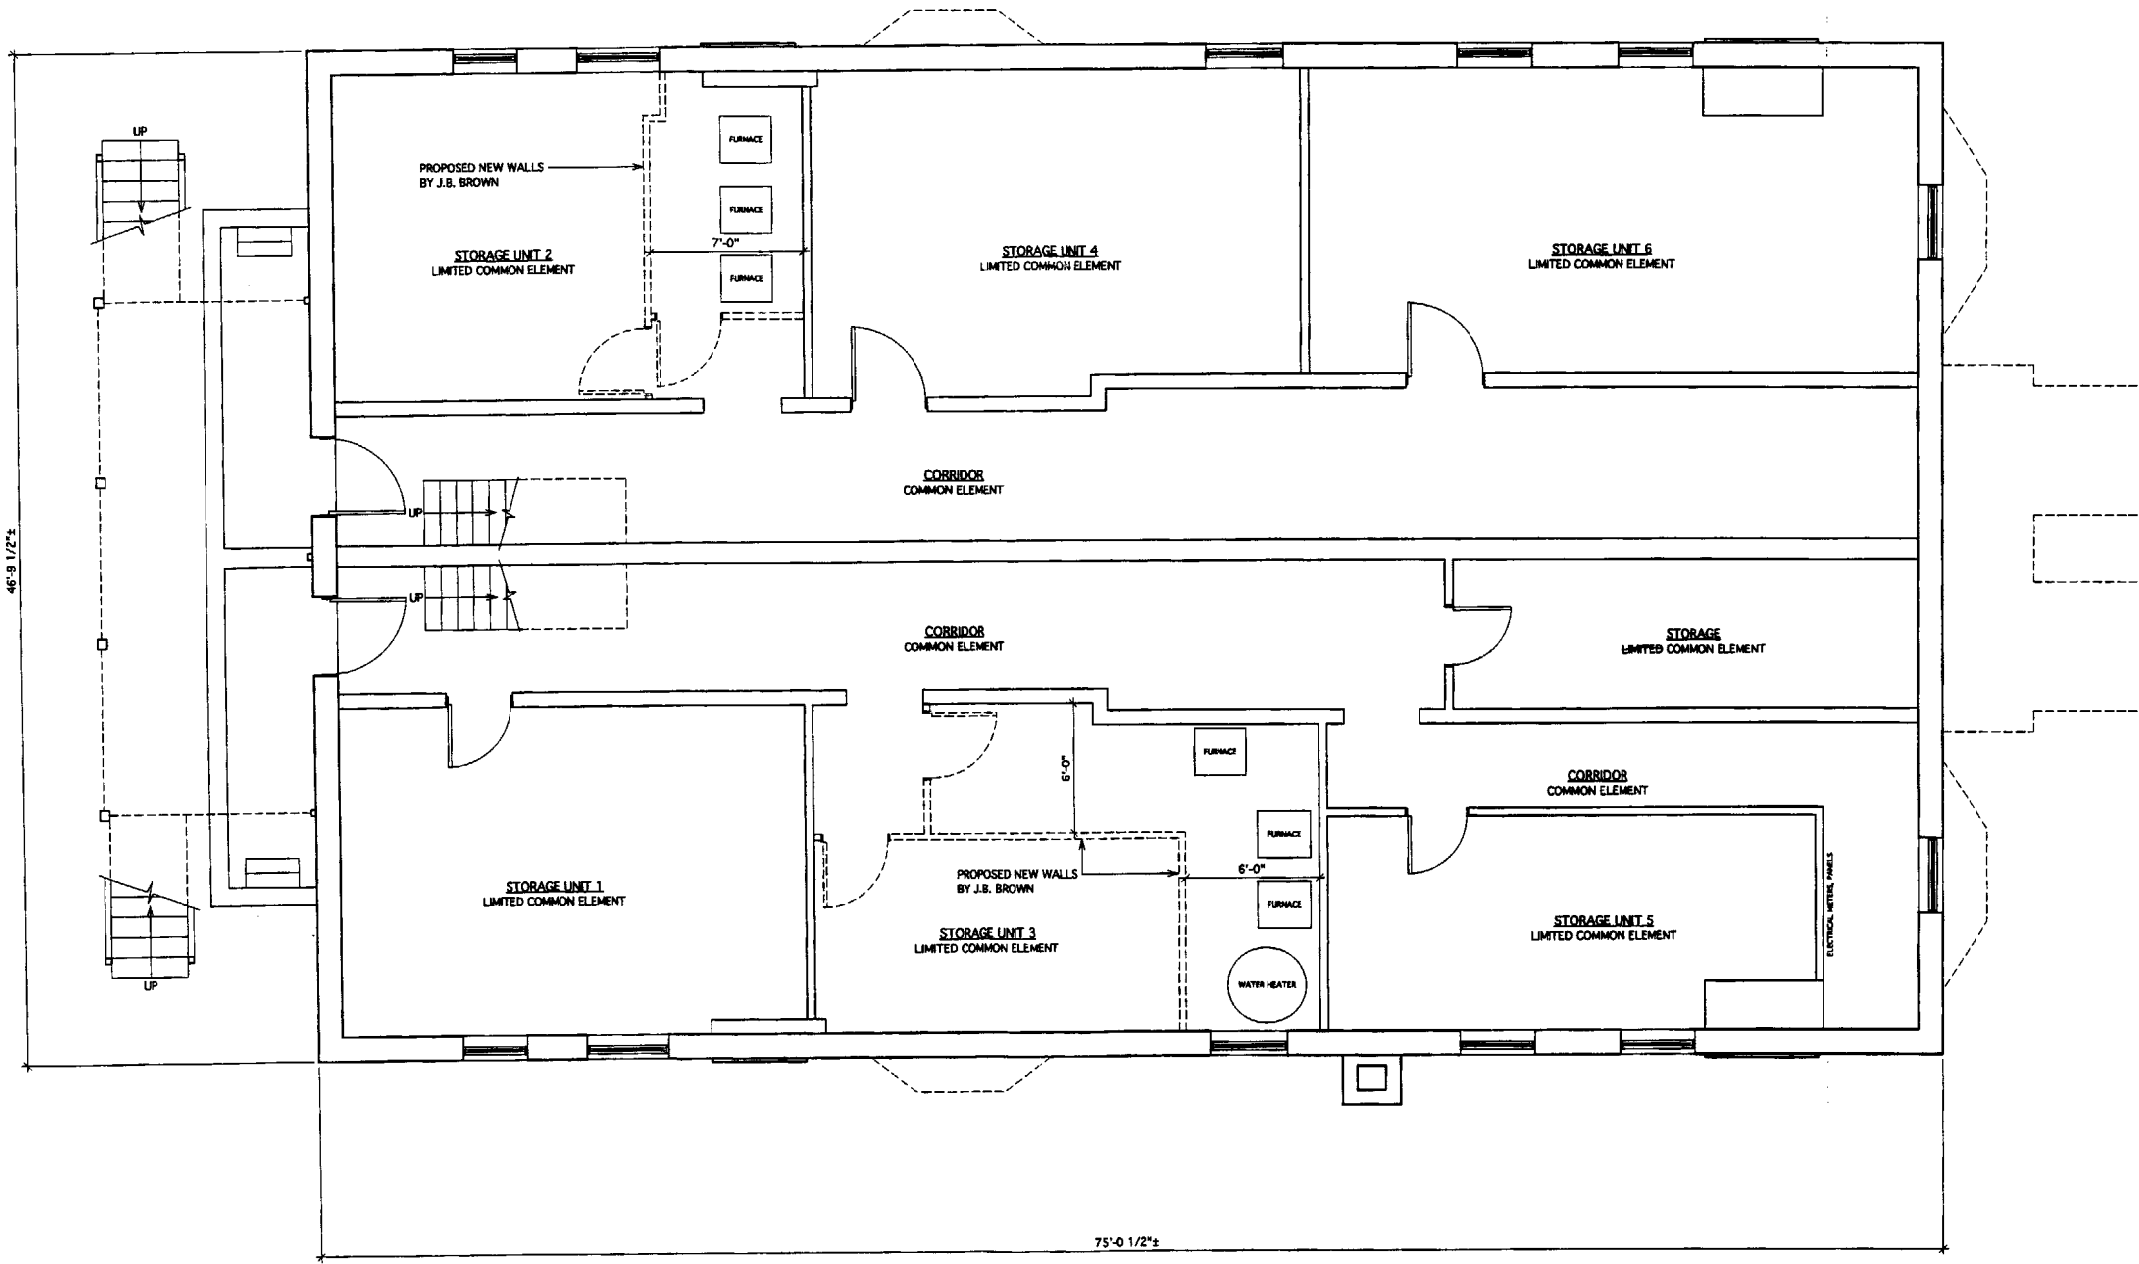 UP
PROPOSED NEW WALLS
BY J.B. BROWN
FURNACE
FURNACE
7'-0"
FURNACE
STORAGE UNIT 2
LIMITED COMMON ELEMENT
STORAGE UNIT 4
LIMITED COMMON ELEMENT
STORAGE UNIT 6
LIMITED COMMON ELEMENT
CORRIDOR
COMMON ELEMENT
UP
46'-9 1/2"±
UP
CORRIDOR
COMMON ELEMENT
STORAGE
LIMITED COMMON ELEMENT
FURNACE
6'-0"
CORRIDOR
COMMON ELEMENT
FURNACE
PROPOSED NEW WALLS
BY J.B. BROWN
6'-0"
FURNACE
STORAGE UNIT 1
LIMITED COMMON ELEMENT
STORAGE UNIT 3
LIMITED COMMON ELEMENT
STORAGE UNIT 5
LIMITED COMMON ELEMENT
ELECTRICAL METERS, PANELS
WATER HEATER
UP
75'-0 1/2"±